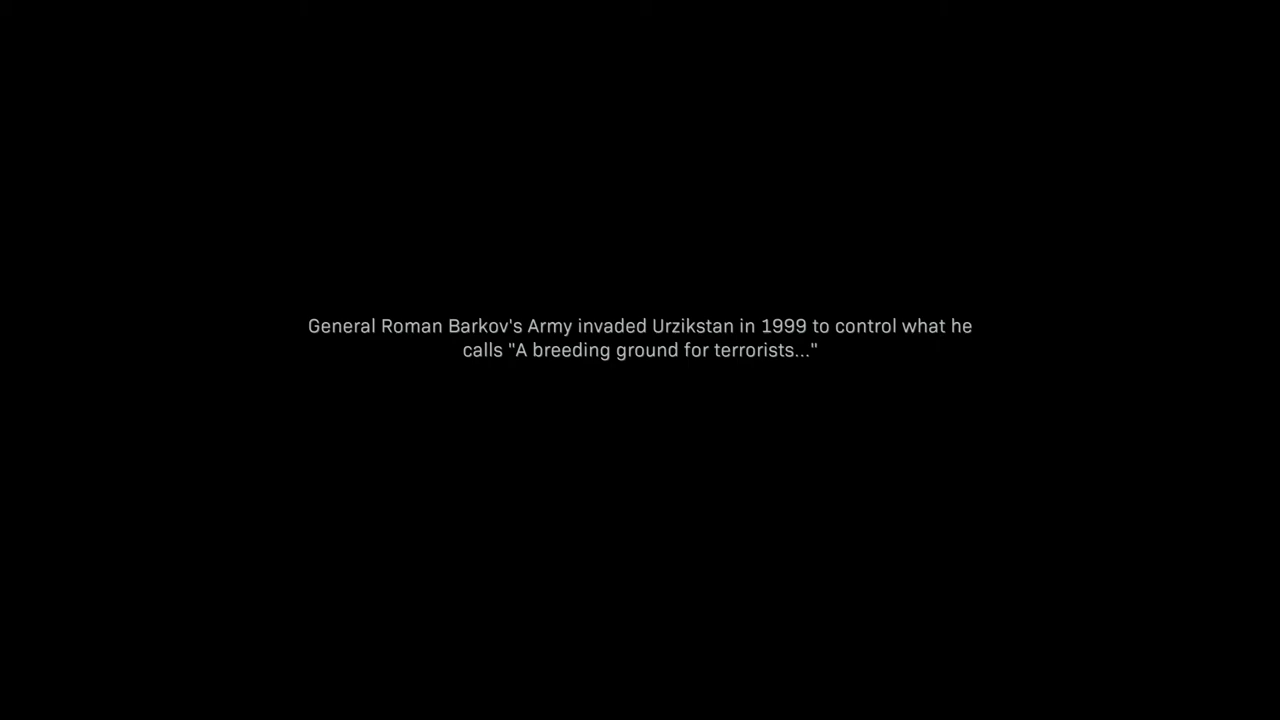 General Roman Barkov's Army invaded Urzikstan in 1999 to control what he
calls "A breeding ground for terrorists..."